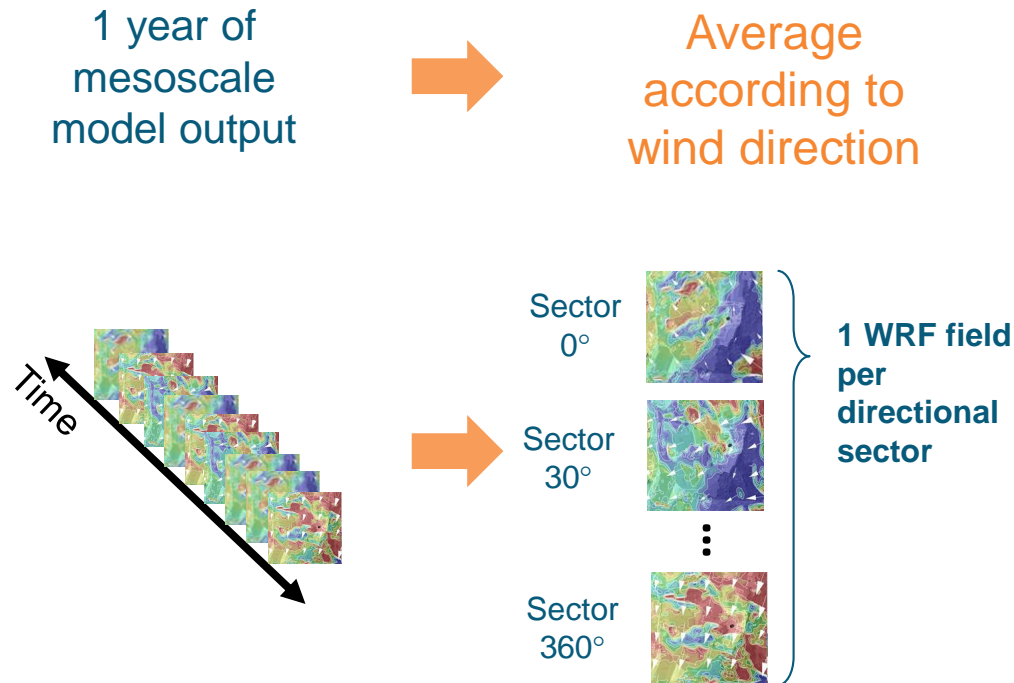 1 year of
mesoscale
model output
Average
according to
wind direction
Time
Sector
0°
Sector
30°
Sector
360°
1 WRF field
per
directional
sector